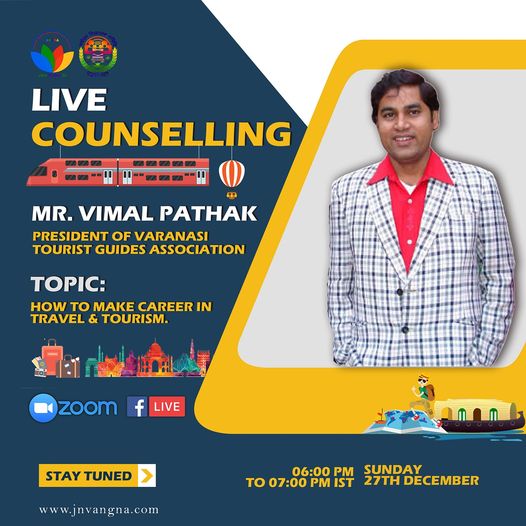 LIVE
COUNSELLING
MR. VIMAL PATHAK
PRESIDENT OF VARANASI
TOURIST GUIDES ASSOCIATION
TOPIC:
HOW TO MAKE CAREER IN
TRAVEL & TOURISM.
zoom
f LIVE
STAY TUNED
06:00 PM
TO 07:00 PM IST
SUNDAY
27TH DECEMBER
www.jnvangna.com